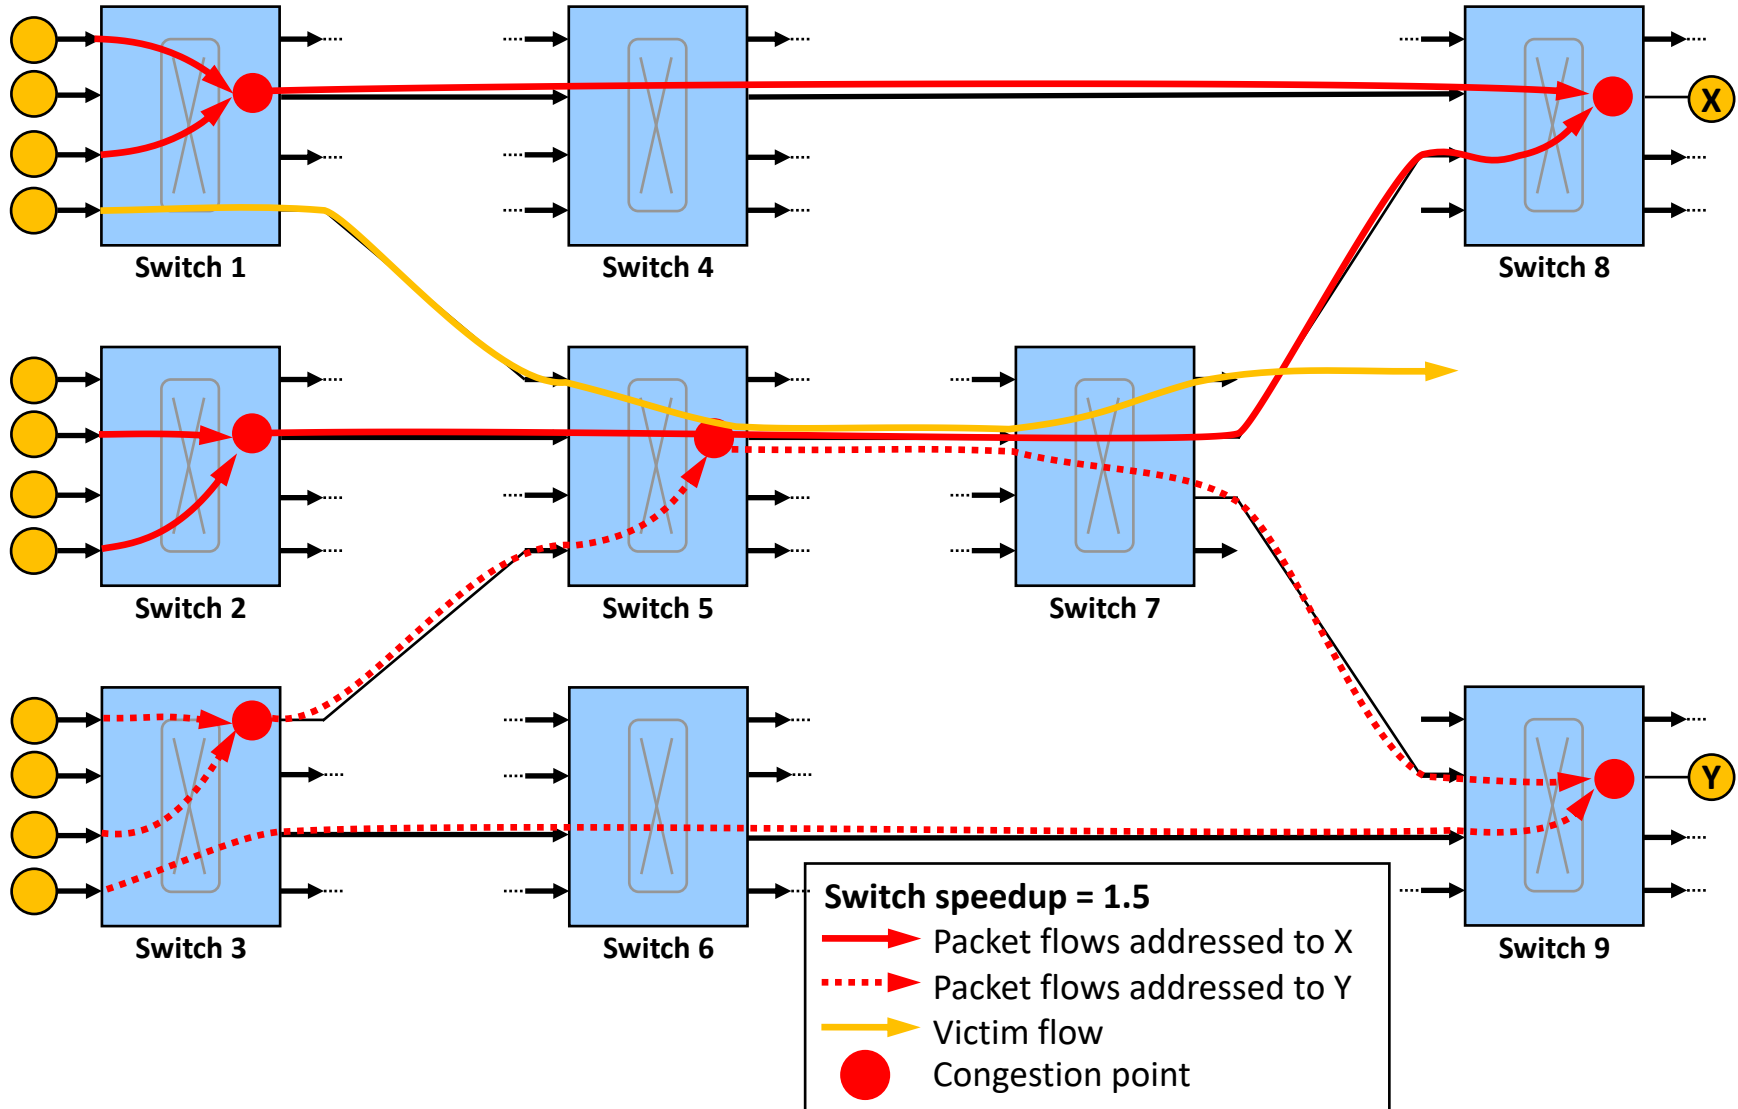 X
Switch 1
Switch 4
Switch 8
Switch 2
Switch 5
Switch 7
Y
Switch 3
Switch 6
Switch 9
Switch speedup = 1.5
Packet flows addressed to X
Packet flows addressed to Y
Victim flow
Congestion point